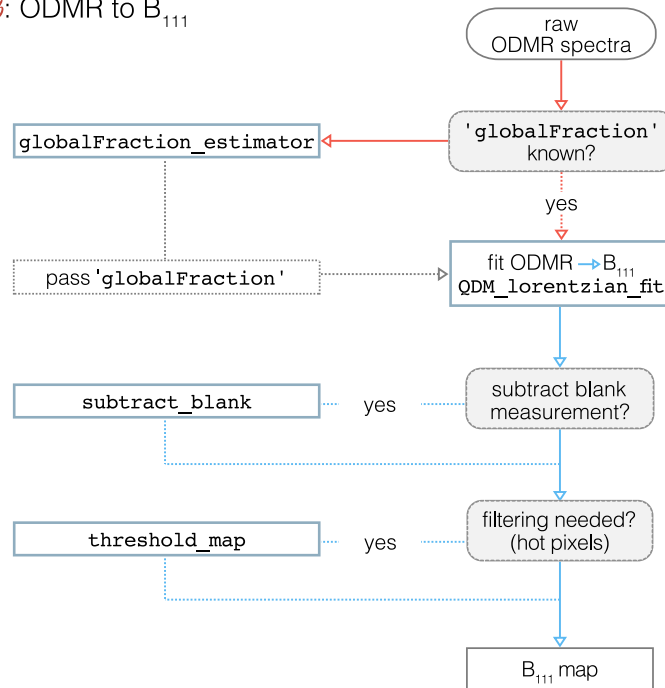 : ODMR to B111
raw
ODMR spectra
'globalFraction'
known?
globalFraction_estimator
yes
pass 'globalFraction'
fit ODMR → B111
QDM_lorentzian_fit
subtract blank
measurement?
yes
subtract_blank
filtering needed?
(hot pixels)
yes
threshold_map
B111 map